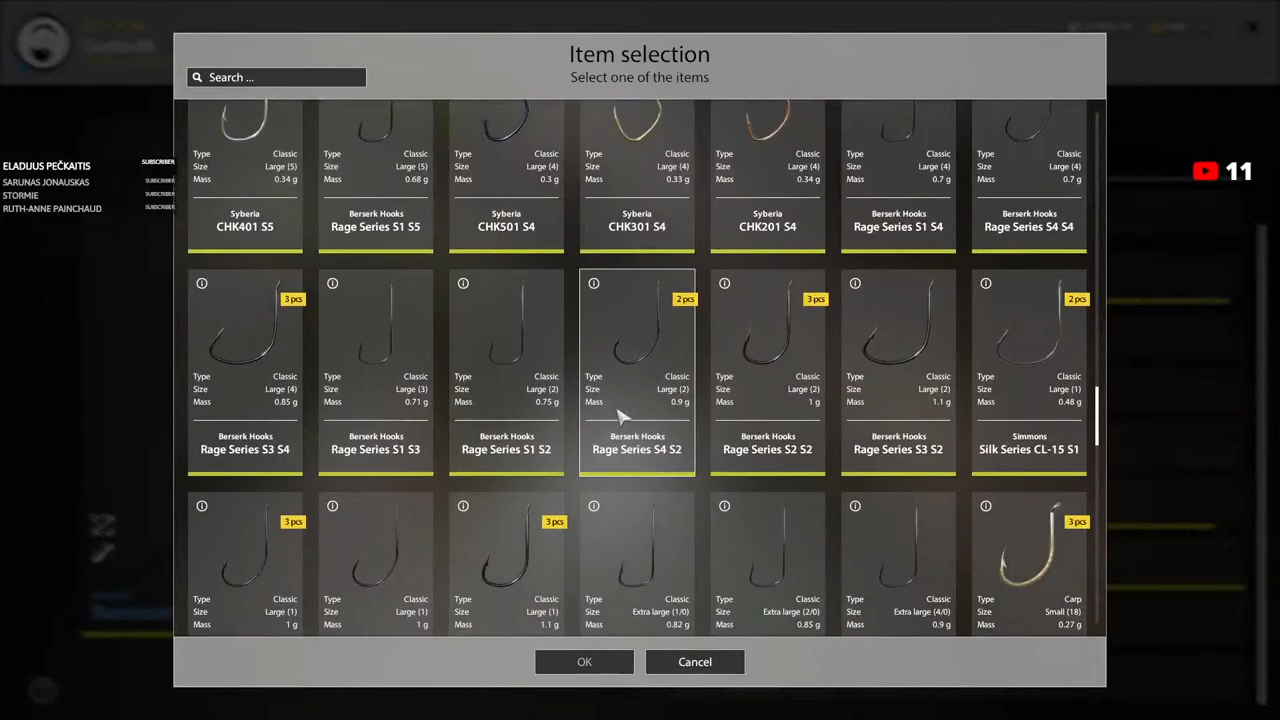 Item selection
Select one of the items
Search ...
ELADIJUS PEČKAITIS SUBSCRIBER
SARUNAS JONAUSKAS SUBSCRIBER
STORMIE SUBSCRIBER
RUTH-ANNE PAINCHAUD SUBSCRIBER
11
Type Classic Type Classic Type Classic Type Classic Type Classic Type Classic Type Classic
Size Large (5) Size Large (5) Size Large (4) Size Large (4) Size Large (4) Size Large (4) Size Large (4)
Mass 0.34 g Mass 0.68 g Mass 0.3 g Mass 0.33 g Mass 0.34 g Mass 0.7 g Mass 0.7 g
Syberia Berserk Hooks Syberia Syberia Syberia Berserk Hooks Berserk Hooks
CHK401 S5 Rage Series S1 S5 CHK501 S4 CHK301 S4 CHK201 S4 Rage Series S1 S4 Rage Series S4 S4
3 pcs 2 pcs 3 pcs 2 pcs
Type Classic Type Classic Type Classic Type Classic Type Classic Type Classic Type Classic
Size Large (4) Size Large (3) Size Large (2) Size Large (2) Size Large (2) Size Large (2) Size Large (1)
Mass 0.85 g Mass 0.71 g Mass 0.75 g Mass 0.9 g Mass 1 g Mass 1.1 g Mass 0.48 g
Berserk Hooks Berserk Hooks Berserk Hooks Berserk Hooks Berserk Hooks Berserk Hooks Simmons
Rage Series S3 S4 Rage Series S1 S3 Rage Series S1 S2 Rage Series S4 S2 Rage Series S2 S2 Rage Series S3 S2 Silk Series CL-15 S1
3 pcs 3 pcs 3 pcs
Type Classic Type Classic Type Classic Type Classic Type Classic Type Classic Type Carp
Size Large (1) Size Large (1) Size Large (1) Size Extra large (1/0) Size Extra large (2/0) Size Extra large (4/0) Size Small (18)
Mass 1 g Mass 1 g Mass 1.1 g Mass 0.82 g Mass 0.85 g Mass 0.9 g Mass 0.27 g
OK Cancel